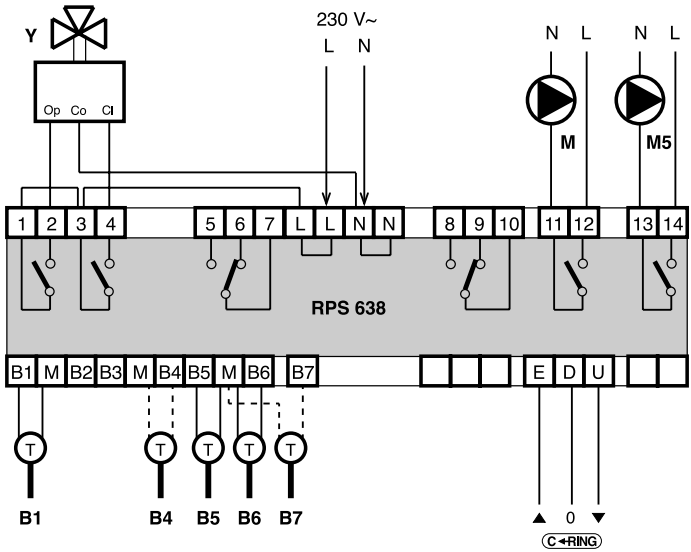 230 V~
Y
L N
N L
N L
Op Co Cl
M
M5
1 2 3 4 5 6 7 L L N N 8 9 10 11 12 13 14
RPS 638
B1 M B2 B3 M B4 B5 M B6 B7 E D U
T T T T T
B1 B4 B5 B6 B7
▲ 0 ▼
C◄RING